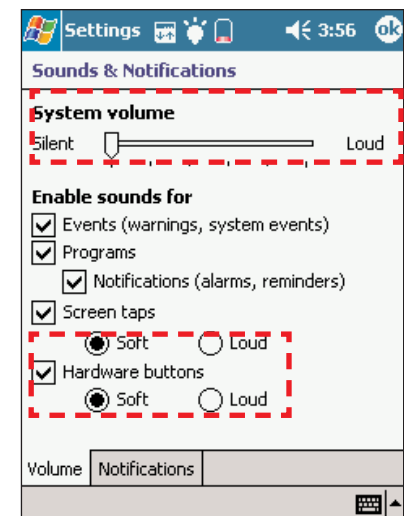 Settings 3:56 ok
Sounds & Notifications
System volume
Silent Loud
Enable sounds for
Events (warnings, system events)
Programs
Notifications (alarms, reminders)
Screen taps
Soft Loud
Hardware buttons
Soft Loud
Volume Notifications